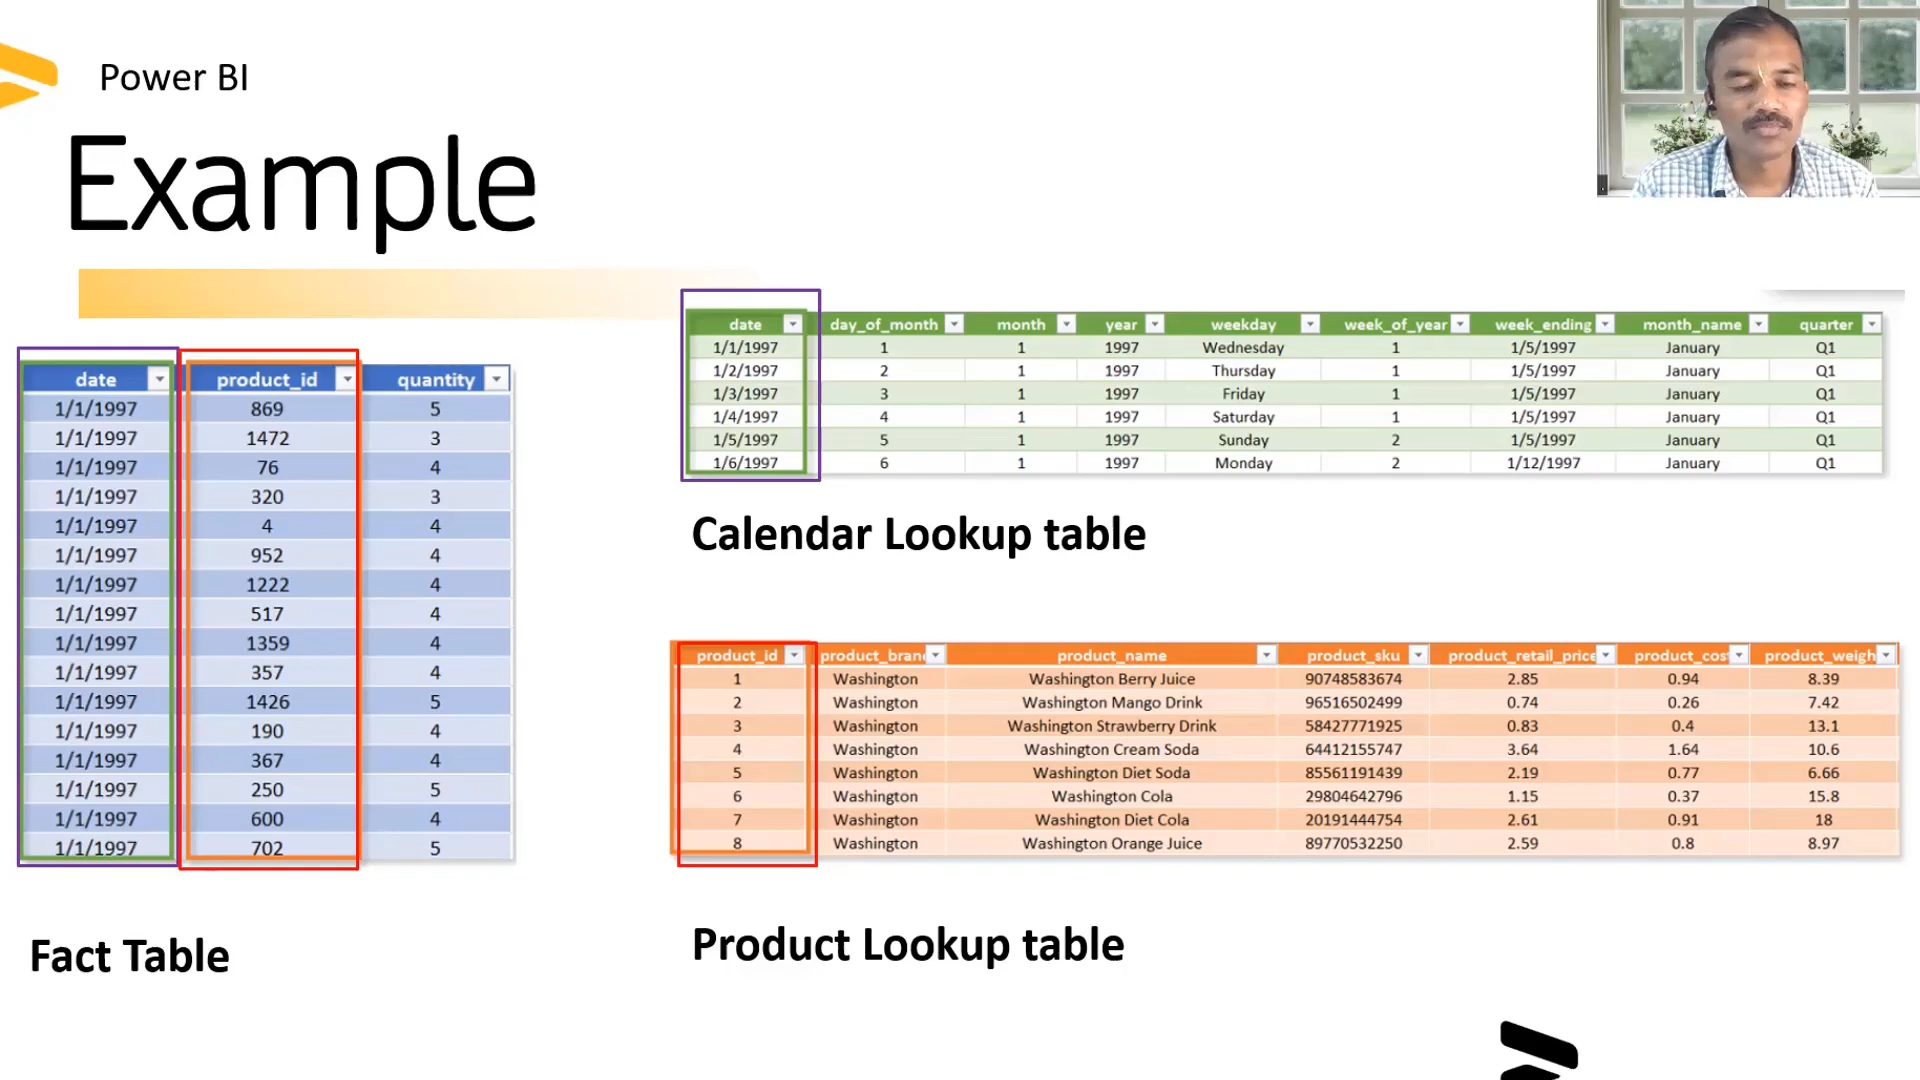 Power BI
Example
date product_id quantity
1/1/1997 869 5
1/1/1997 1472 3
1/1/1997 76 4
1/1/1997 320 3
1/1/1997 4 4
1/1/1997 952 4
1/1/1997 1222 4
1/1/1997 517 4
1/1/1997 1359 4
1/1/1997 357 4
1/1/1997 1426 5
1/1/1997 190 4
1/1/1997 367 4
1/1/1997 250 5
1/1/1997 600 4
1/1/1997 702 5
Fact Table
date day_of_month month year weekday week_of_year week_ending month_name quarter
1/1/1997 1 1 1997 Wednesday 1 1/5/1997 January Q1
1/2/1997 2 1 1997 Thursday 1 1/5/1997 January Q1
1/3/1997 3 1 1997 Friday 1 1/5/1997 January Q1
1/4/1997 4 1 1997 Saturday 1 1/5/1997 January Q1
1/5/1997 5 1 1997 Sunday 2 1/5/1997 January Q1
1/6/1997 6 1 1997 Monday 2 1/12/1997 January Q1
Calendar Lookup table
product_id product_bran product_name product_sku product_retail_price product_cos product_weigh
1 Washington Washington Berry Juice 90748583674 2.85 0.94 8.39
2 Washington Washington Mango Drink 96516502499 0.74 0.26 7.42
3 Washington Washington Strawberry Drink 58427771925 0.83 0.4 13.1
4 Washington Washington Cream Soda 64412155747 3.64 1.64 10.6
5 Washington Washington Diet Soda 85561191439 2.19 0.77 6.66
6 Washington Washington Cola 29804642796 1.15 0.37 15.8
7 Washington Washington Diet Cola 20191444754 2.61 0.91 18
8 Washington Washington Orange Juice 89770532250 2.59 0.8 8.97
Product Lookup table